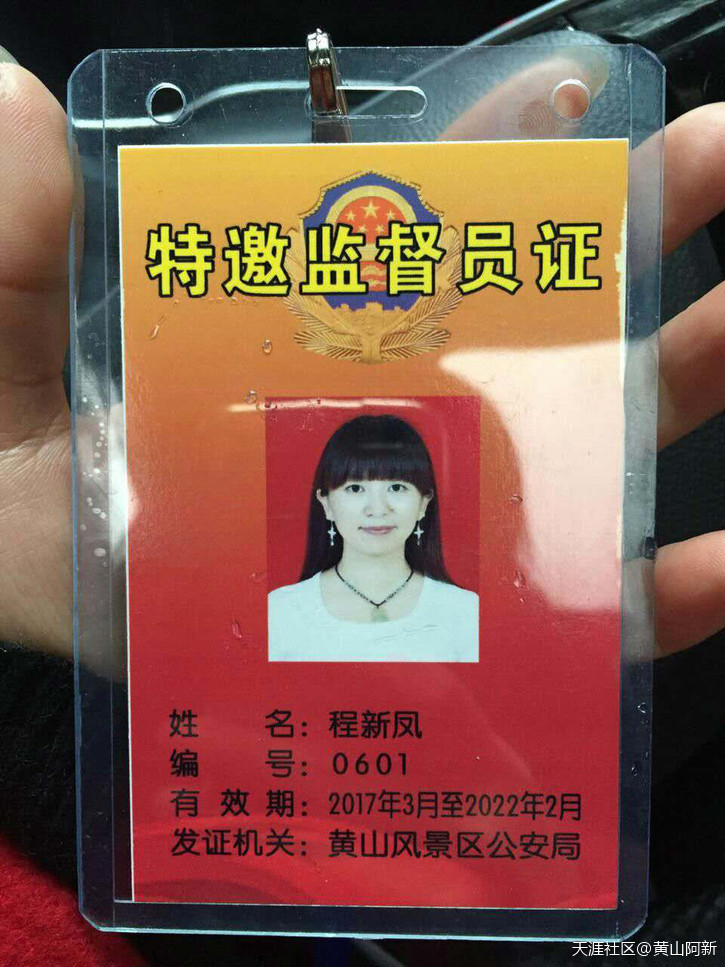 特邀监督员证
姓 名：程新凤
编 号：0601
有 效 期：2017年3月至2022年2月
发证机关：黄山风景区公安局
天涯社区@黄山阿新